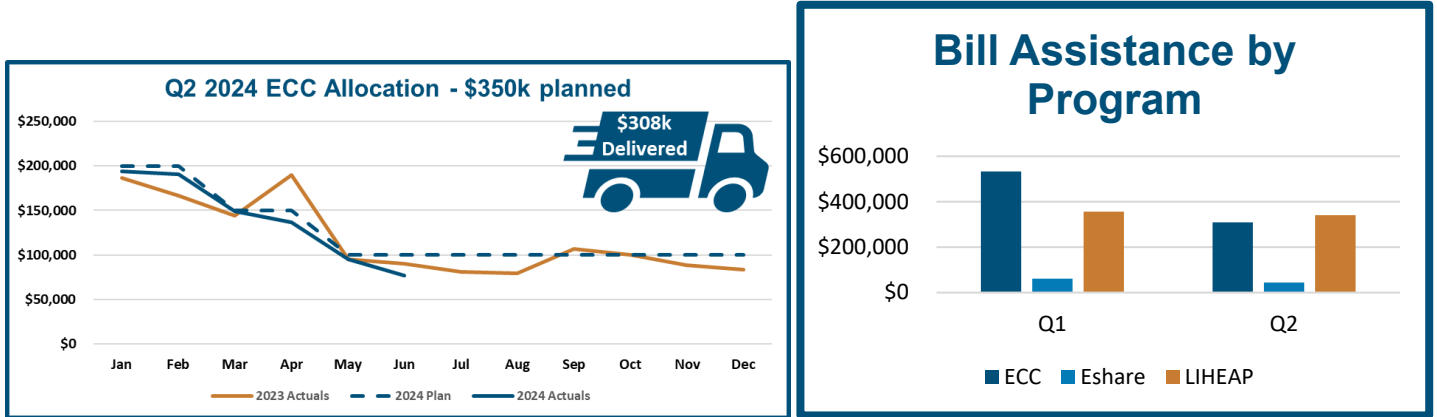 Q2 2024 ECC Allocation - $350k planned
$308k
Delivered
$250,000
$200,000
$150,000
$100,000
$50,000
$0
Jan Feb Mar Apr May Jun Jul Aug Sep Oct Nov Dec
2023 Actuals 2024 Plan 2024 Actuals
Bill Assistance by
Program
$600,000
$400,000
$200,000
$0
Q1 Q2
ECC Eshare LIHEAP